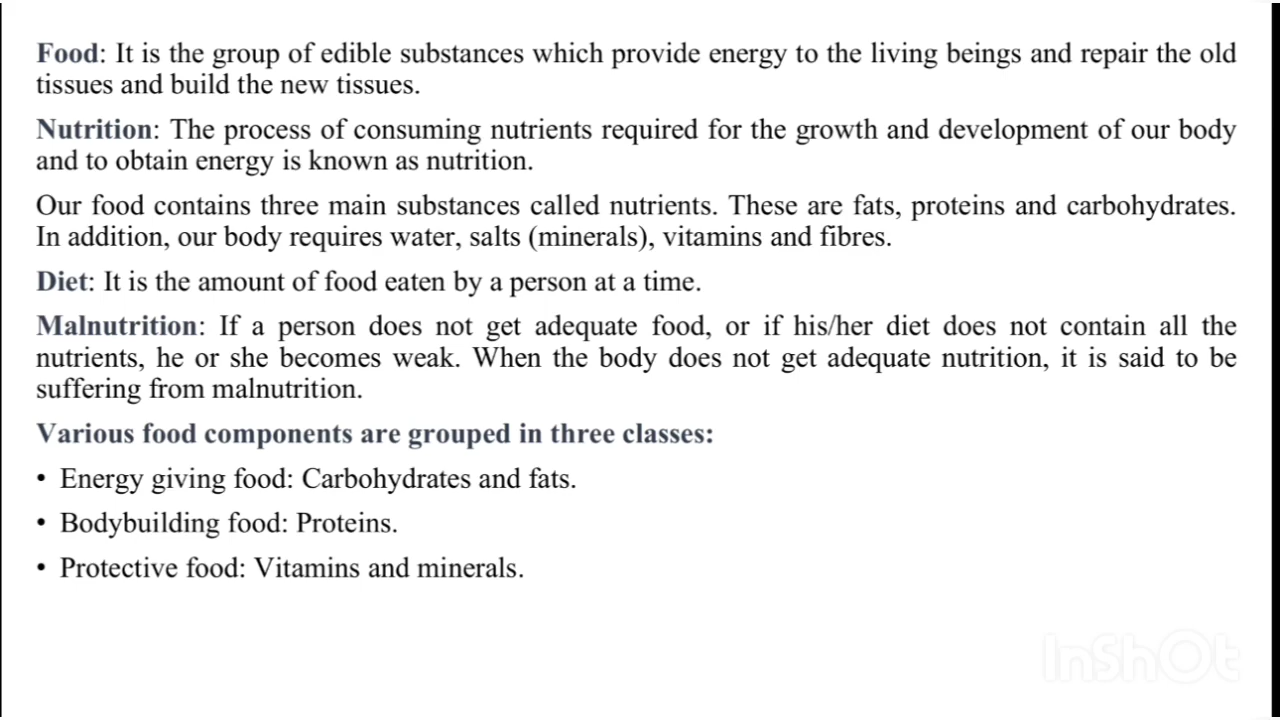 Food: It is the group of edible substances which provide energy to the living beings and repair the old
tissues and build the new tissues.
Nutrition: The process of consuming nutrients required for the growth and development of our body
and to obtain energy is known as nutrition.
Our food contains three main substances called nutrients. These are fats, proteins and carbohydrates.
In addition, our body requires water, salts (minerals), vitamins and fibres.
Diet: It is the amount of food eaten by a person at a time.
Malnutrition: If a person does not get adequate food, or if his/her diet does not contain all the
nutrients, he or she becomes weak. When the body does not get adequate nutrition, it is said to be
suffering from malnutrition.
Various food components are grouped in three classes:
• Energy giving food: Carbohydrates and fats.
• Bodybuilding food: Proteins.
• Protective food: Vitamins and minerals.
InShOt